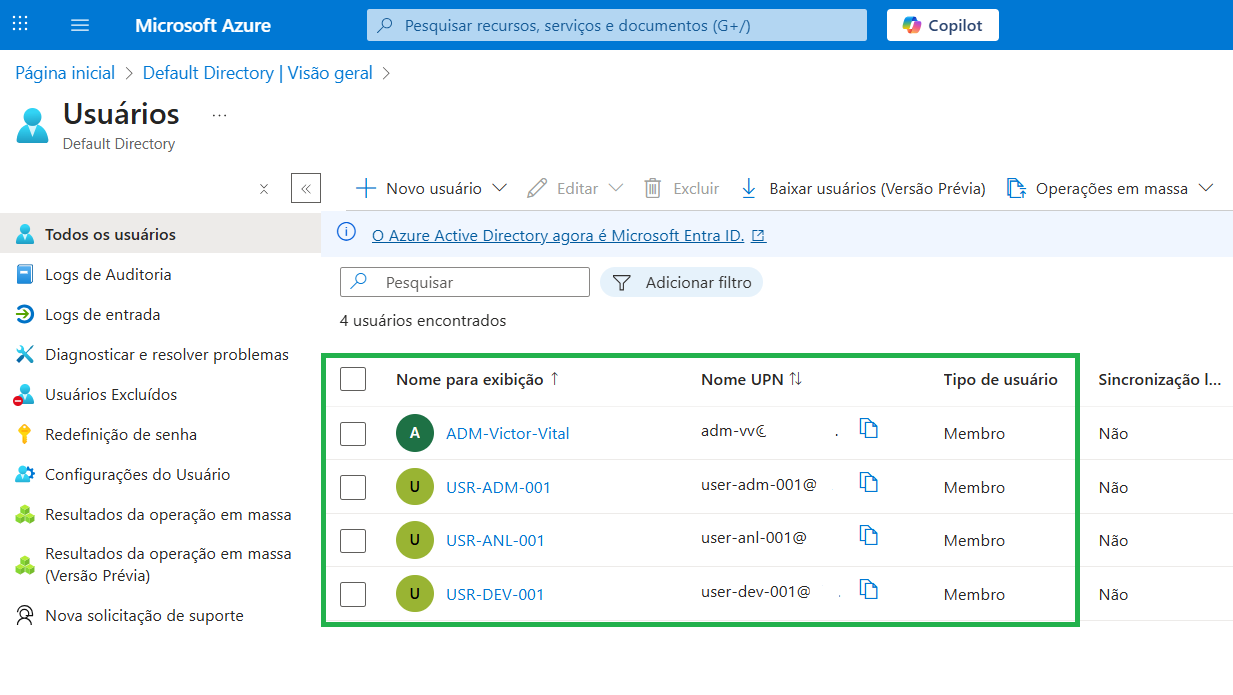 Microsoft Azure
Pesquisar recursos, serviços e documentos (G+/)
Copilot
Página inicial > Default Directory | Visão geral >
Usuários ...
Default Directory
Novo usuário
Editar
Excluir
Baixar usuários (Versão Prévia)
Operações em massa
Todos os usuários
Logs de Auditoria
Logs de entrada
Diagnosticar e resolver problemas
Usuários Excluídos
Redefinição de senha
Configurações do Usuário
Resultados da operação em massa
Resultados da operação em massa
(Versão Prévia)
Nova solicitação de suporte
O Azure Active Directory agora é Microsoft Entra ID.
Pesquisar
Adicionar filtro
4 usuários encontrados
Nome para exibição ↑ Nome UPN ↑↓ Tipo de usuário Sincronização l...
A ADM-Victor-Vital adm-vv Membro Não
U USR-ADM-001 user-adm-001@ Membro Não
U USR-ANL-001 user-anl-001@ Membro Não
U USR-DEV-001 user-dev-001@ Membro Não